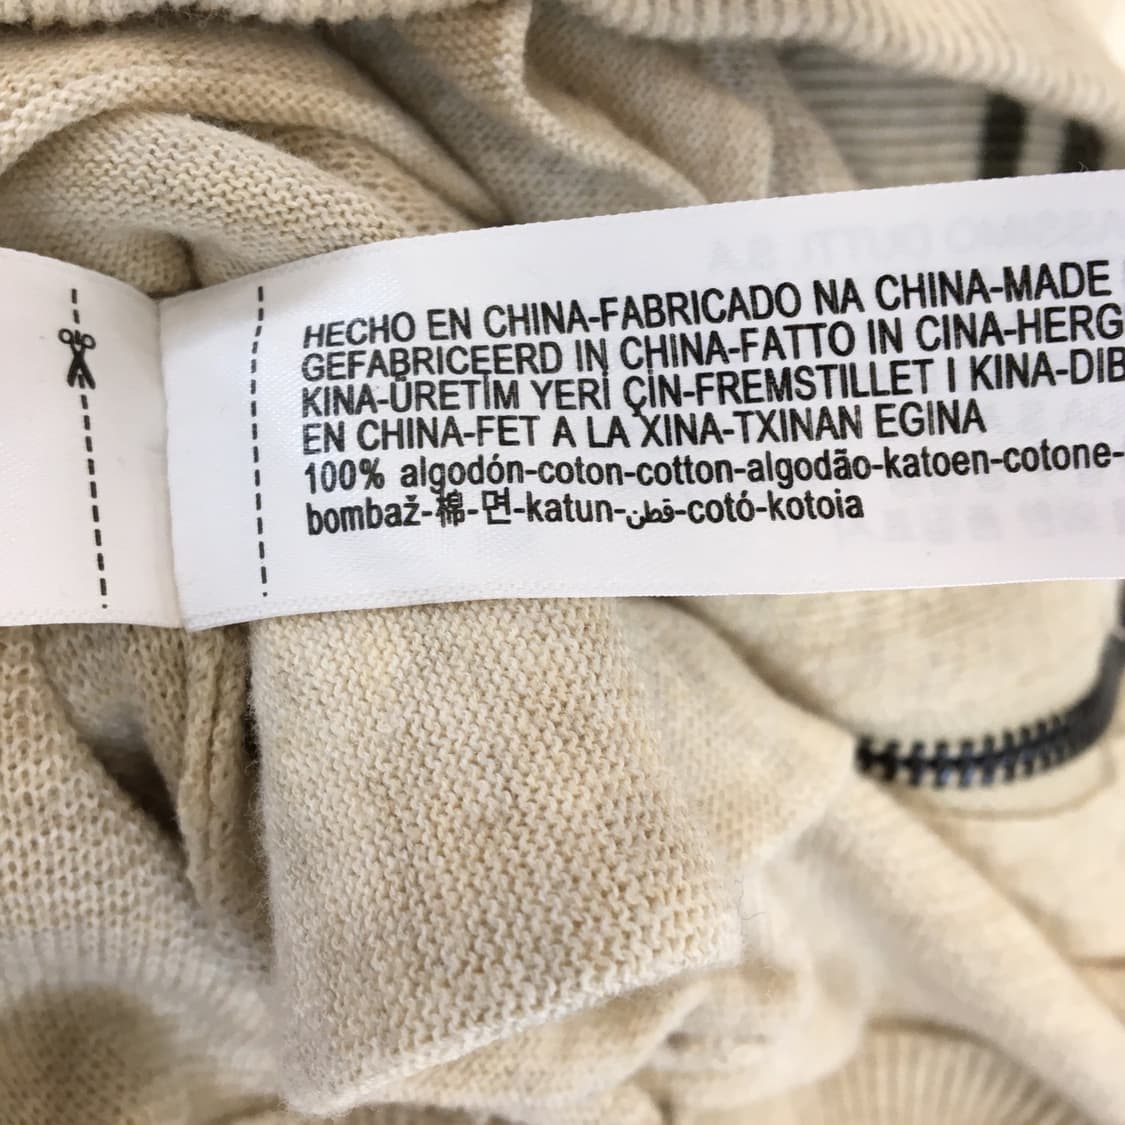 HECHO EN CHINA-FABRICADO NA CHINA-MADE
GEFABRICEERD IN CHINA-FATTO IN CINA-HERG
KINA-ÜRETİM YERİ ÇİN-FREMSTILLET I KINA-DIB
EN CHINA-FET A LA XINA-TXINAN EGINA
100% algodón-coton-cotton-algodão-katoen-cotone-
bombaž-棉-면-katun-قطن-cotó-kotoia